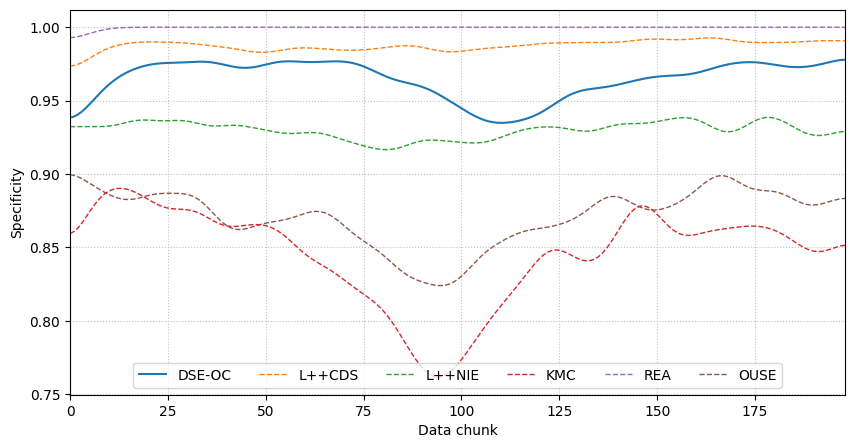 Specificity
1.00
0.95
0.90
0.85
0.80
0.75
DSE-OC L++CDS L++NIE KMC REA OUSE
0 25 50 75 100 125 150 175
Data chunk